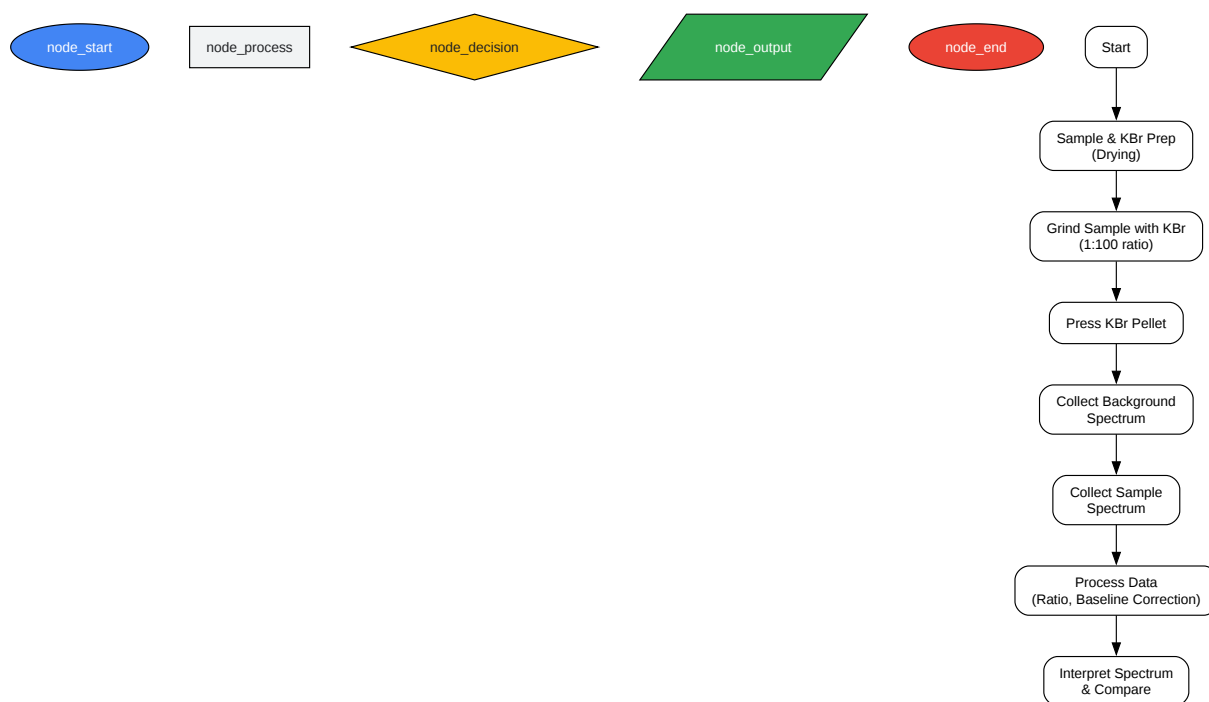 node_start
node_process
node_decision
node_output
node_end
Start
Sample & KBr Prep
(Drying)
Grind Sample with KBr
(1:100 ratio)
Press KBr Pellet
Collect Background
Spectrum
Collect Sample
Spectrum
Process Data
(Ratio, Baseline Correction)
Interpret Spectrum
& Compare